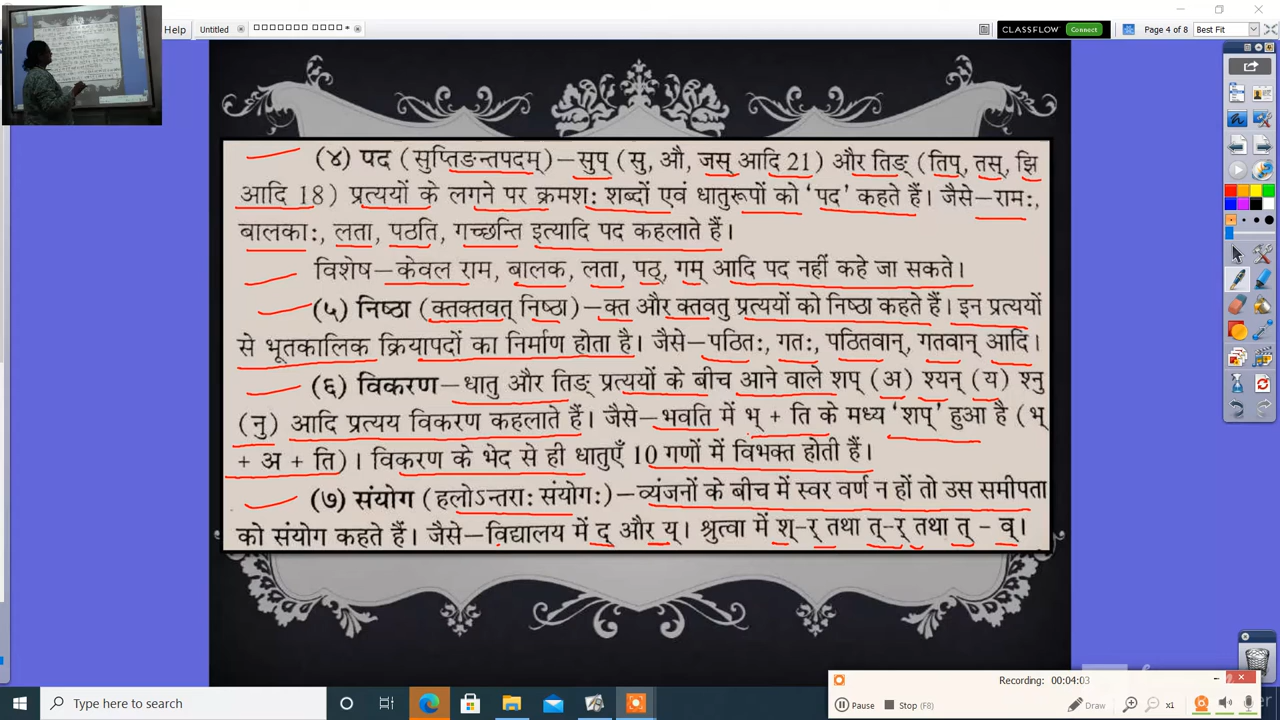 Help
Untitled
CLASSFLOW Connect
Page 4 of 8
Best Fit
(४) पद (सुप्तिङन्तपदम्)–सुप् (सु, औ, जस् आदि 21) और तिङ् (तिप्, तस्, झि
आदि 18) प्रत्ययों के लगने पर क्रमश: शब्दों एवं धातुरूपों को ‘पद’ कहते हैं। जैसे–राम:,
बालका:, लता, पठति, गच्छन्ति इत्यादि पद कहलाते हैं।
विशेष–केवल राम, बालक, लता, पठ्, गम् आदि पद नहीं कहे जा सकते।
(५) निष्ठा (क्तक्तवतू निष्ठा)–क्त और क्तवतु प्रत्ययों को निष्ठा कहते हैं। इन प्रत्ययों
से भूतकालिक क्रियापदों का निर्माण होता है। जैसे–पठित:, गत:, पठितवान्, गतवान् आदि।
(६) विकरण–धातु और तिङ् प्रत्ययों के बीच आने वाले शप् (अ) श्यन् (य) श्नु
(नु) आदि प्रत्यय विकरण कहलाते हैं। जैसे–भवति में भ् + ति के मध्य ‘शप्’ हुआ है (भ्
+ अ + ति)। विकरण के भेद से ही धातुएँ 10 गणों में विभक्त होती हैं।
(७) संयोग (हलोऽन्तरा: संयोग:)–व्यंजनों के बीच में स्वर वर्ण न हों तो उस समीपता
को संयोग कहते हैं। जैसे–विद्यालय में द् और य्। श्रुत्वा में श्-र् तथा त्-र् तथा त् - व्।
Recording: 00:04:03
Pause
Stop (F8)
Draw
x1
Type here to search